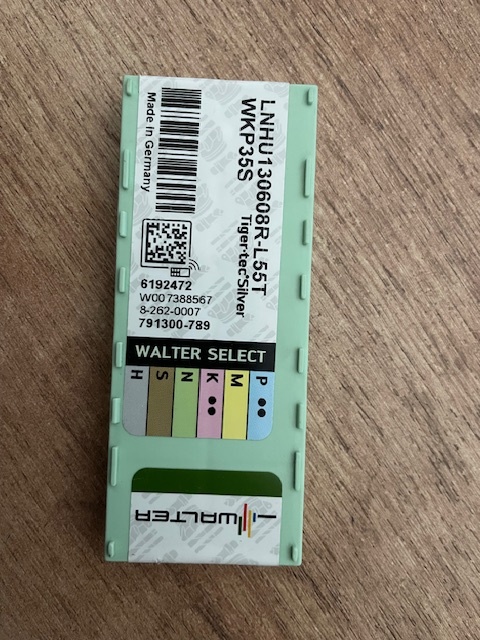 LNHU130608R-L55T
WKP35S
Tiger·tec®Silver
Made in Germany
6192472
W007388567
8-262-0007
791300-789
WALTER SELECT
P
M
K
N
S
H
WALTER